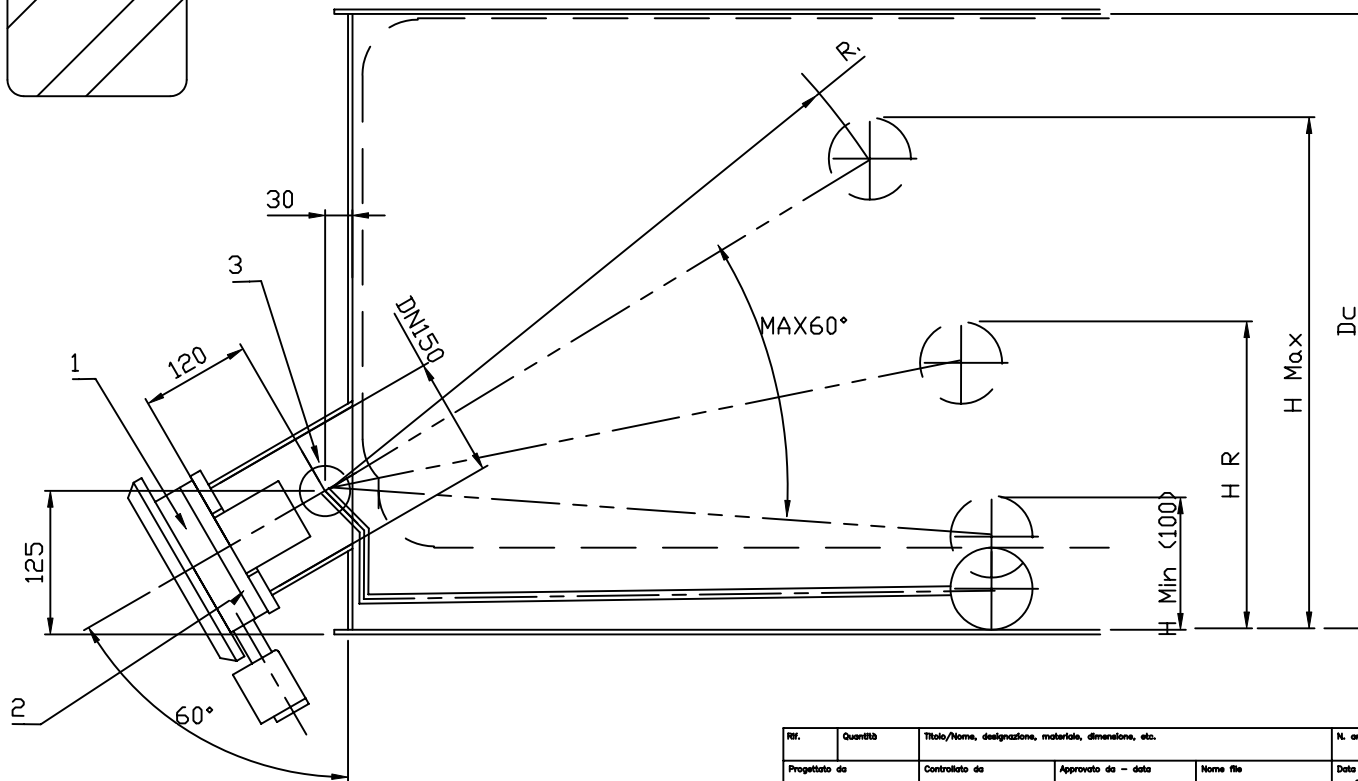 R.
30
3
DN150
MAX60°
Dc
120
1
H Max
H R
H Min (100)
125
2
60°
Rif.
Quantità
Titolo/Nome, designazione, materiale, dimensione, etc.
Progettato da
Controllato da
Approvato da - data
Nome file
Data